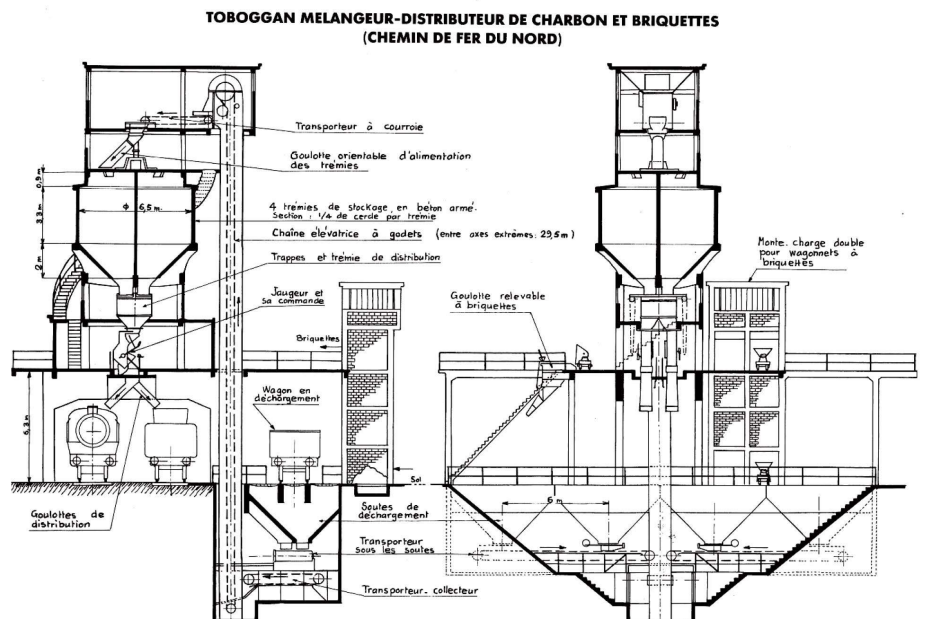 TOBOGGAN MELANGEUR-DISTRIBUTEUR DE CHARBON ET BRIQUETTES
(CHEMIN DE FER DU NORD)
Transporteur à courroie
Goulotte orientable d'alimentation
des trémies
0,9 m
3,3 m
2 m
6,3 m
ϕ 6,5 m.
4 trémies de stockage en béton armé.
Section : 1/4 de cercle par trémie
Chaîne élévatrice à godets (entre axes extrêmes: 29,5 m)
Trappes et trémie de distribution
Jaugeur et
sa commande
Briquettes
Wagon en
déchargement
Goulottes de
distribution
Sol
Soutes de
déchargement
Transporteur
sous les soutes
Transporteur-collecteur
Goulotte relevable
à briquettes
Monte-charge double
pour wagonnets à
briquettes
6 m